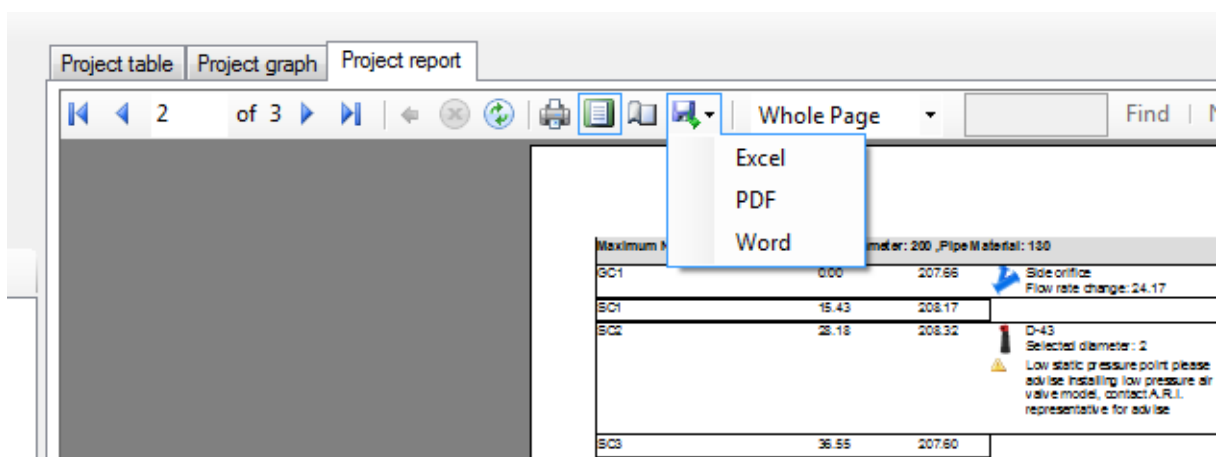 Project table Project graph Project report
2 of 3 Whole Page Find
Excel
PDF
Word
Maximum meter: 200 ,Pipe Material: 130
GC1 0.00 207.66 Side orifice
Flow rate change: 24.17
SC1 15.43 208.17
SC2 28.18 208.32 D-43
Selected diameter: 2
Low static pressure point please
advise installing low pressure air
valve model, contact A.R.I.
representative for advise
SC3 36.55 207.60